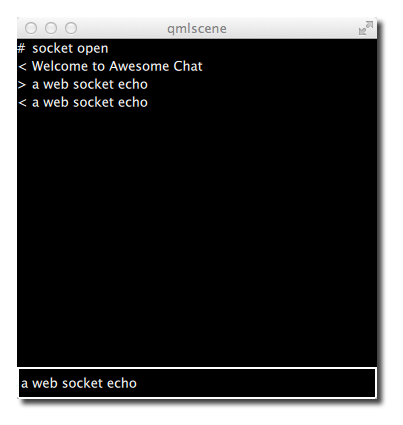 qmlscene
# socket open
< Welcome to Awesome Chat
> a web socket echo
< a web socket echo
a web socket echo